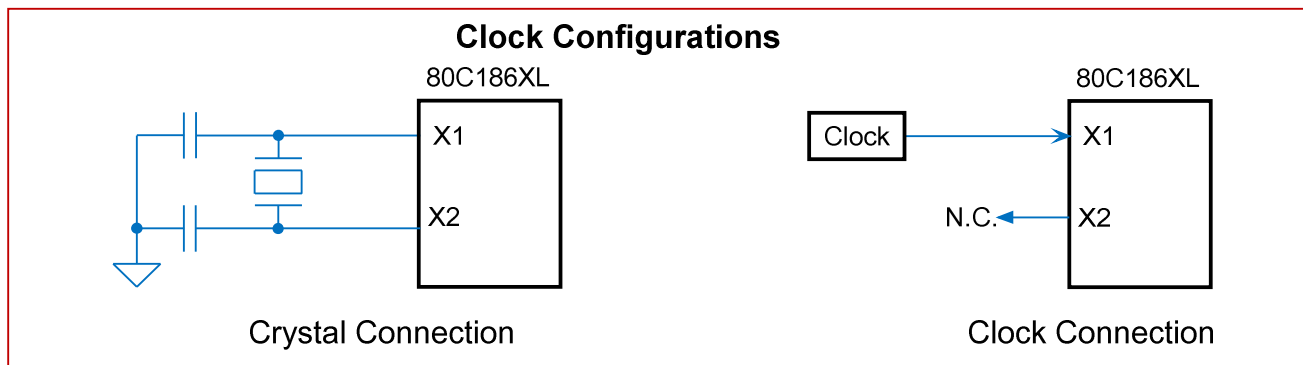 Clock Configurations
80C186XL
X1
X2
Crystal Connection
80C186XL
Clock
X1
N.C.
X2
Clock Connection